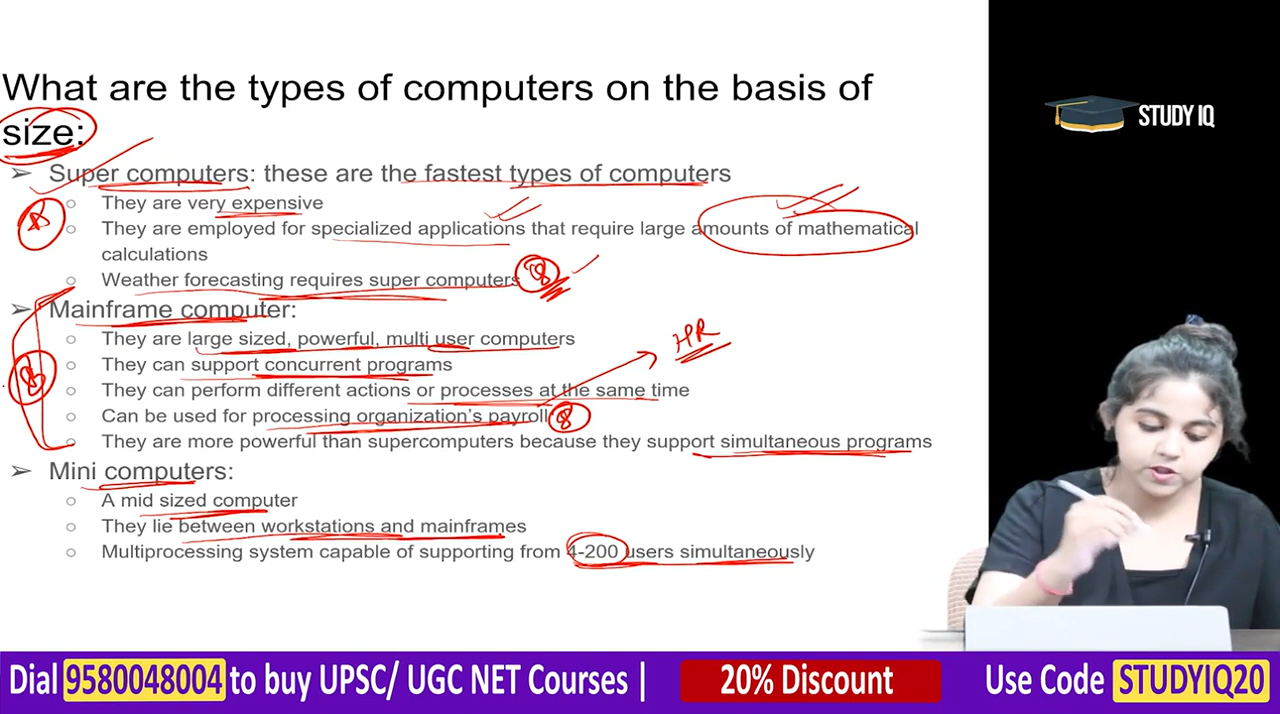 What are the types of computers on the basis of
size:
➢ Super computers: these are the fastest types of computers
○ They are very expensive
○ They are employed for specialized applications that require large amounts of mathematical
calculations
○ Weather forecasting requires super computers
➢ Mainframe computer:
○ They are large sized, powerful, multi user computers
HR
○ They can support concurrent programs
○ They can perform different actions or processes at the same time
○ Can be used for processing organization's payroll
○ They are more powerful than supercomputers because they support simultaneous programs
➢ Mini computers:
○ A mid sized computer
○ They lie between workstations and mainframes
○ Multiprocessing system capable of supporting from 4-200 users simultaneously
STUDY IQ
Dial 9580048004 to buy UPSC/ UGC NET Courses | 20% Discount Use Code STUDYIQ20